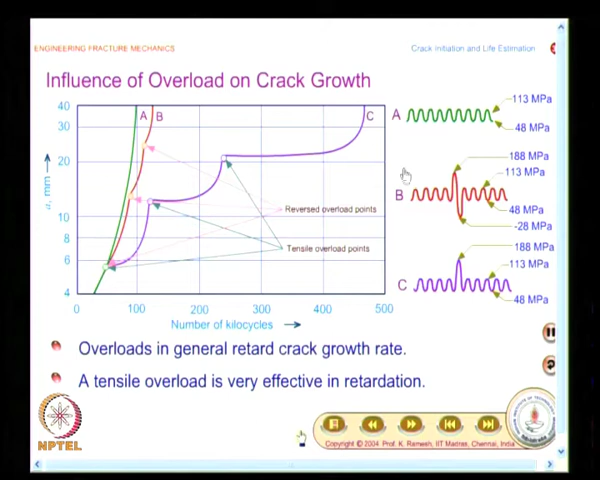 ENGINEERING FRACTURE MECHANICS
Crack Initiation and Life Estimation
Influence of Overload on Crack Growth
40
30
20
10
8
6
4
a, mm
A
B
C
Reversed overload points
Tensile overload points
0
100
200
300
400
500
Number of kilocycles
A
113 MPa
48 MPa
B
188 MPa
113 MPa
48 MPa
-28 MPa
C
188 MPa
113 MPa
48 MPa
Overloads in general retard crack growth rate.
A tensile overload is very effective in retardation.
NPTEL
Copyright © 2004 Prof. K. Ramesh, IIT Madras, Chennai, India